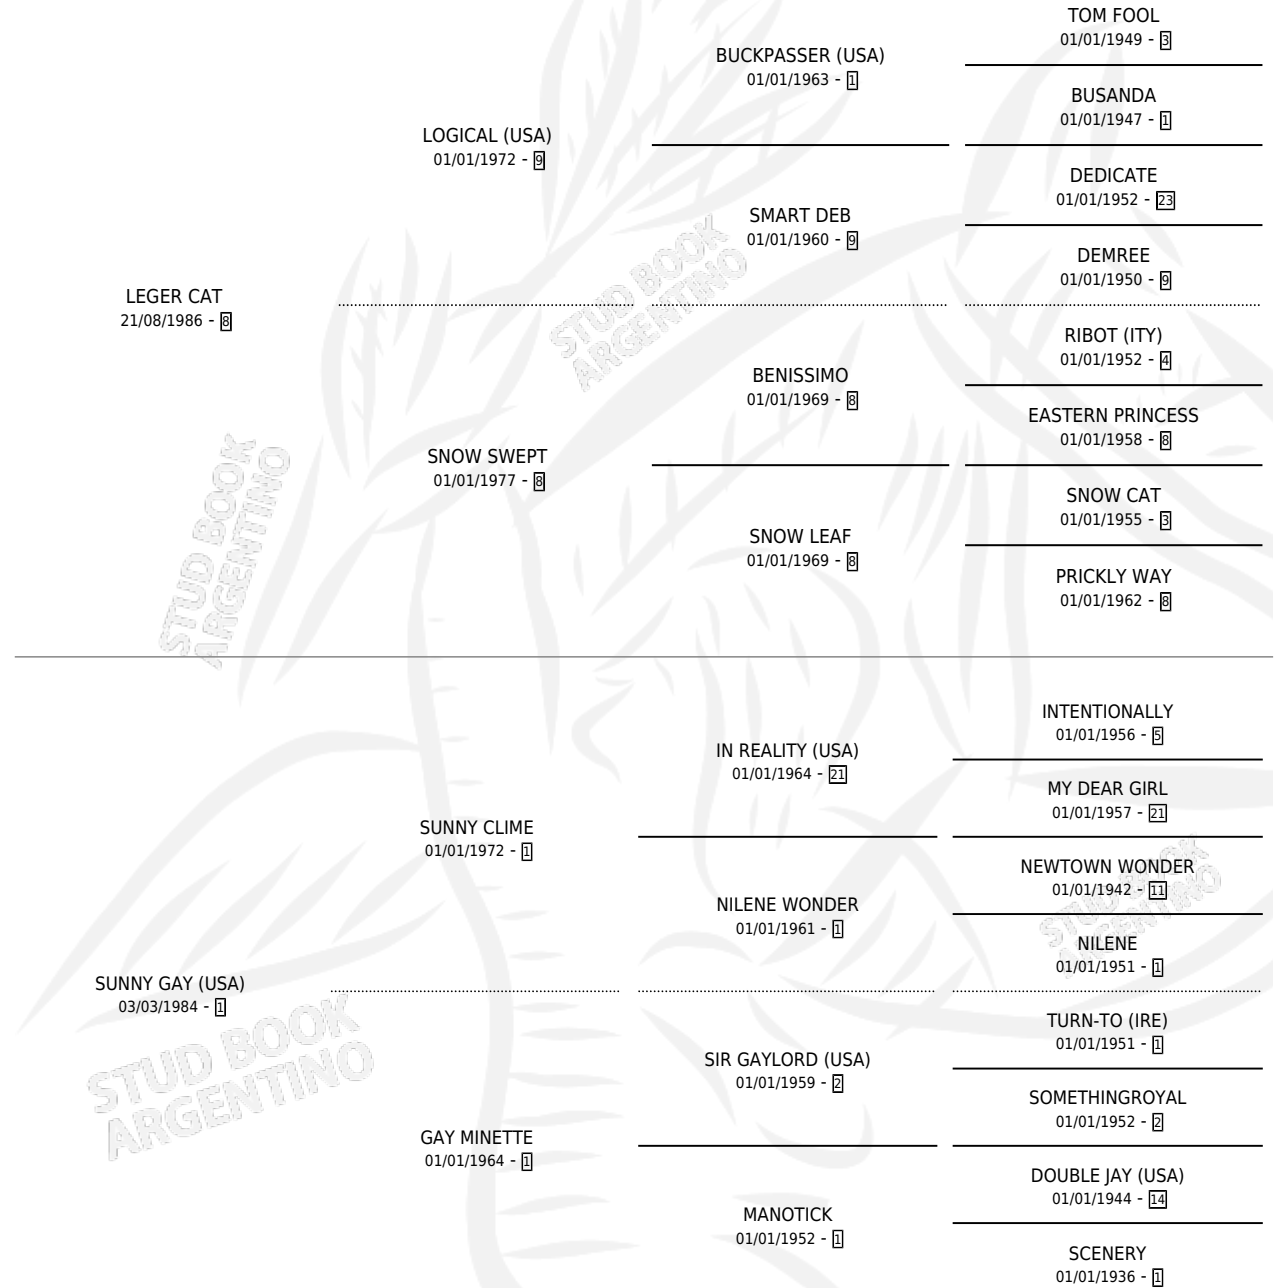 TOM FOOL
01/01/1949 - 3
BUCKPASSER (USA)
01/01/1963 - 1
BUSANDA
01/01/1947 - 1
LOGICAL (USA)
01/01/1972 - 9
DEDICATE
01/01/1952 - 23
SMART DEB
01/01/1960 - 9
DEMREE
01/01/1950 - 9
LEGER CAT
21/08/1986 - 8
RIBOT (ITY)
01/01/1952 - 4
BENISSIMO
01/01/1969 - 8
EASTERN PRINCESS
01/01/1958 - 8
SNOW SWEPT
01/01/1977 - 8
SNOW CAT
01/01/1955 - 3
SNOW LEAF
01/01/1969 - 8
PRICKLY WAY
01/01/1962 - 8
INTENTIONALLY
01/01/1956 - 5
IN REALITY (USA)
01/01/1964 - 21
MY DEAR GIRL
01/01/1957 - 21
SUNNY CLIME
01/01/1972 - 1
NEWTOWN WONDER
01/01/1942 - 11
NILENE WONDER
01/01/1961 - 1
NILENE
01/01/1951 - 1
SUNNY GAY (USA)
03/03/1984 - 1
TURN-TO (IRE)
01/01/1951 - 1
SIR GAYLORD (USA)
01/01/1959 - 2
SOMETHINGROYAL
01/01/1952 - 2
GAY MINETTE
01/01/1964 - 1
DOUBLE JAY (USA)
01/01/1944 - 14
MANOTICK
01/01/1952 - 1
SCENERY
01/01/1936 - 1
STUD BOOK
ARGENTINO
STUD BOOK
ARGENTINO
STUD BOOK
ARGENTINO
STUD BOOK
ARGENTINO